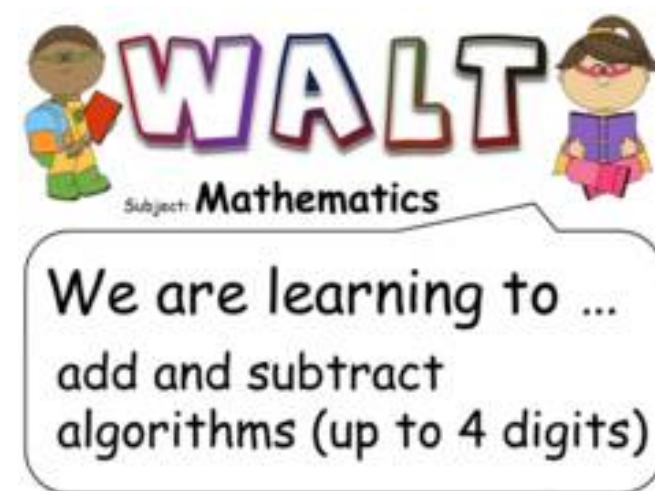 WALT
Subject: Mathematics
We are learning to ...
add and subtract
algorithms (up to 4 digits)